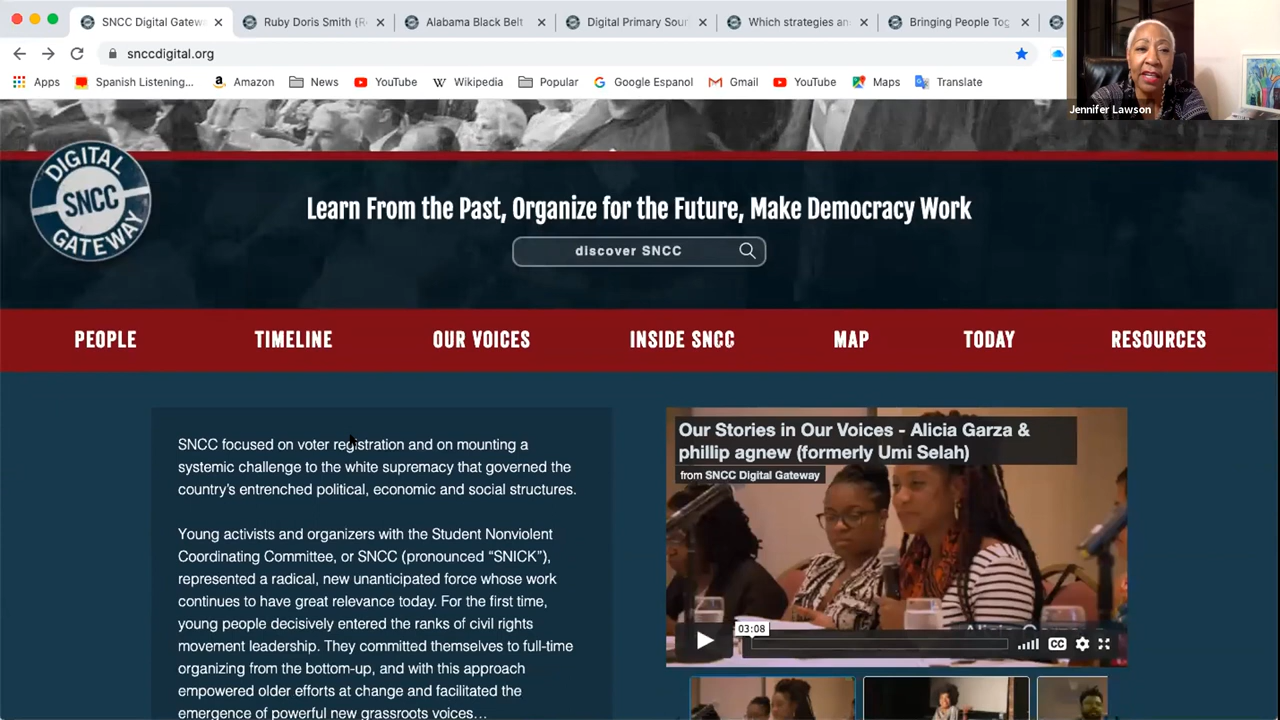 SNCC Digital Gatew
Ruby Doris Smith (R
Alabama Black Belt
Digital Primary Sou
Which strategies an
Bringing People Tog
snccdigital.org
Apps
Spanish Listening...
Amazon
News
YouTube
Wikipedia
Popular
Google Espanol
Gmail
YouTube
Maps
Translate
Jennifer Lawson
DIGITAL
SNCC
GATEWAY
Learn From the Past, Organize for the Future, Make Democracy Work
discover SNCC
PEOPLE
TIMELINE
OUR VOICES
INSIDE SNCC
MAP
TODAY
RESOURCES
SNCC focused on voter registration and on mounting a
systemic challenge to the white supremacy that governed the
country's entrenched political, economic and social structures.
Young activists and organizers with the Student Nonviolent
Coordinating Committee, or SNCC (pronounced “SNICK”),
represented a radical, new unanticipated force whose work
continues to have great relevance today. For the first time,
young people decisively entered the ranks of civil rights
movement leadership. They committed themselves to full-time
organizing from the bottom-up, and with this approach
empowered older efforts at change and facilitated the
emergence of powerful new grassroots voices…
Our Stories in Our Voices - Alicia Garza &
phillip agnew (formerly Umi Selah)
from SNCC Digital Gateway
03:08
CC